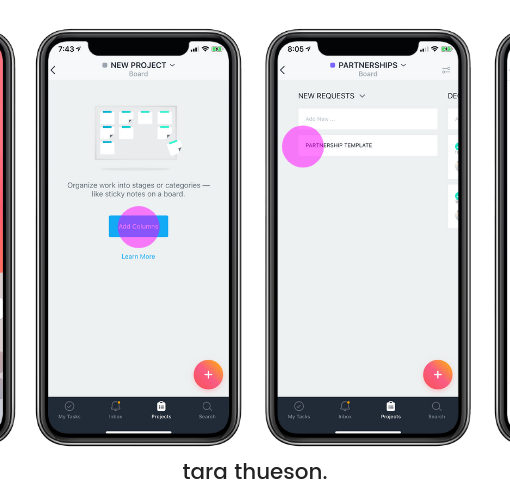 7:43
NEW PROJECT
Board
Organize work into stages or categories —
like sticky notes on a board.
Add Columns
Learn More
My Tasks
Inbox
Projects
Search
8:05
PARTNERSHIPS
Board
NEW REQUESTS
DE
Add New ...
PARTNERSHIP TEMPLATE
My Tasks
Inbox
Projects
Search
tara thueson.